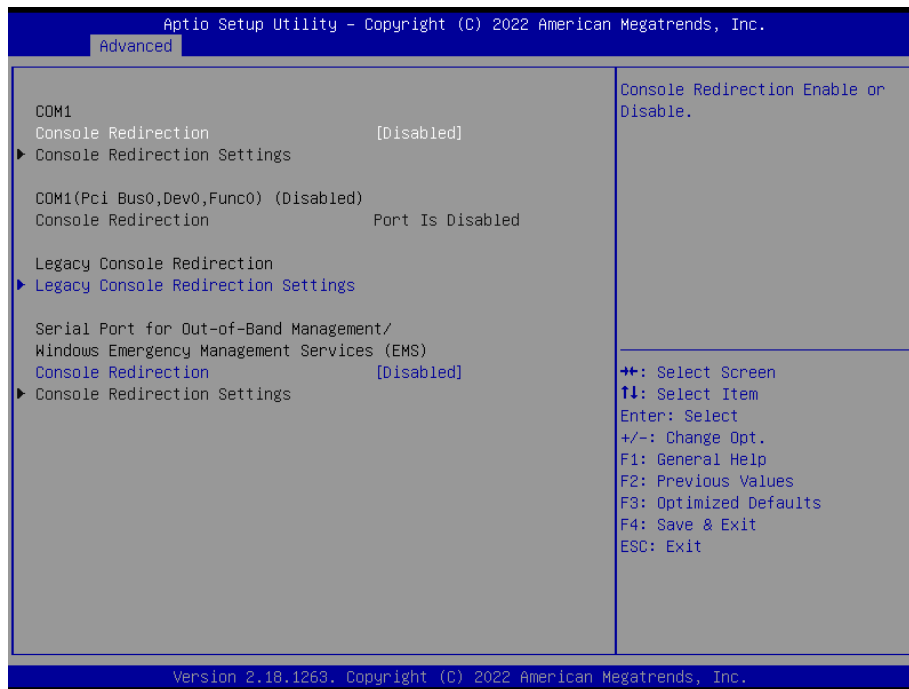 Aptio Setup Utility – Copyright (C) 2022 American Megatrends, Inc.
Advanced
COM1
Console Redirection [Disabled]
▶ Console Redirection Settings
COM1(Pci Bus0,Dev0,Func0) (Disabled)
Console Redirection Port Is Disabled
Legacy Console Redirection
▶ Legacy Console Redirection Settings
Serial Port for Out-of-Band Management/
Windows Emergency Management Services (EMS)
Console Redirection [Disabled]
▶ Console Redirection Settings
Console Redirection Enable or
Disable.
→←: Select Screen
↑↓: Select Item
Enter: Select
+/-: Change Opt.
F1: General Help
F2: Previous Values
F3: Optimized Defaults
F4: Save & Exit
ESC: Exit
Version 2.18.1263. Copyright (C) 2022 American Megatrends, Inc.